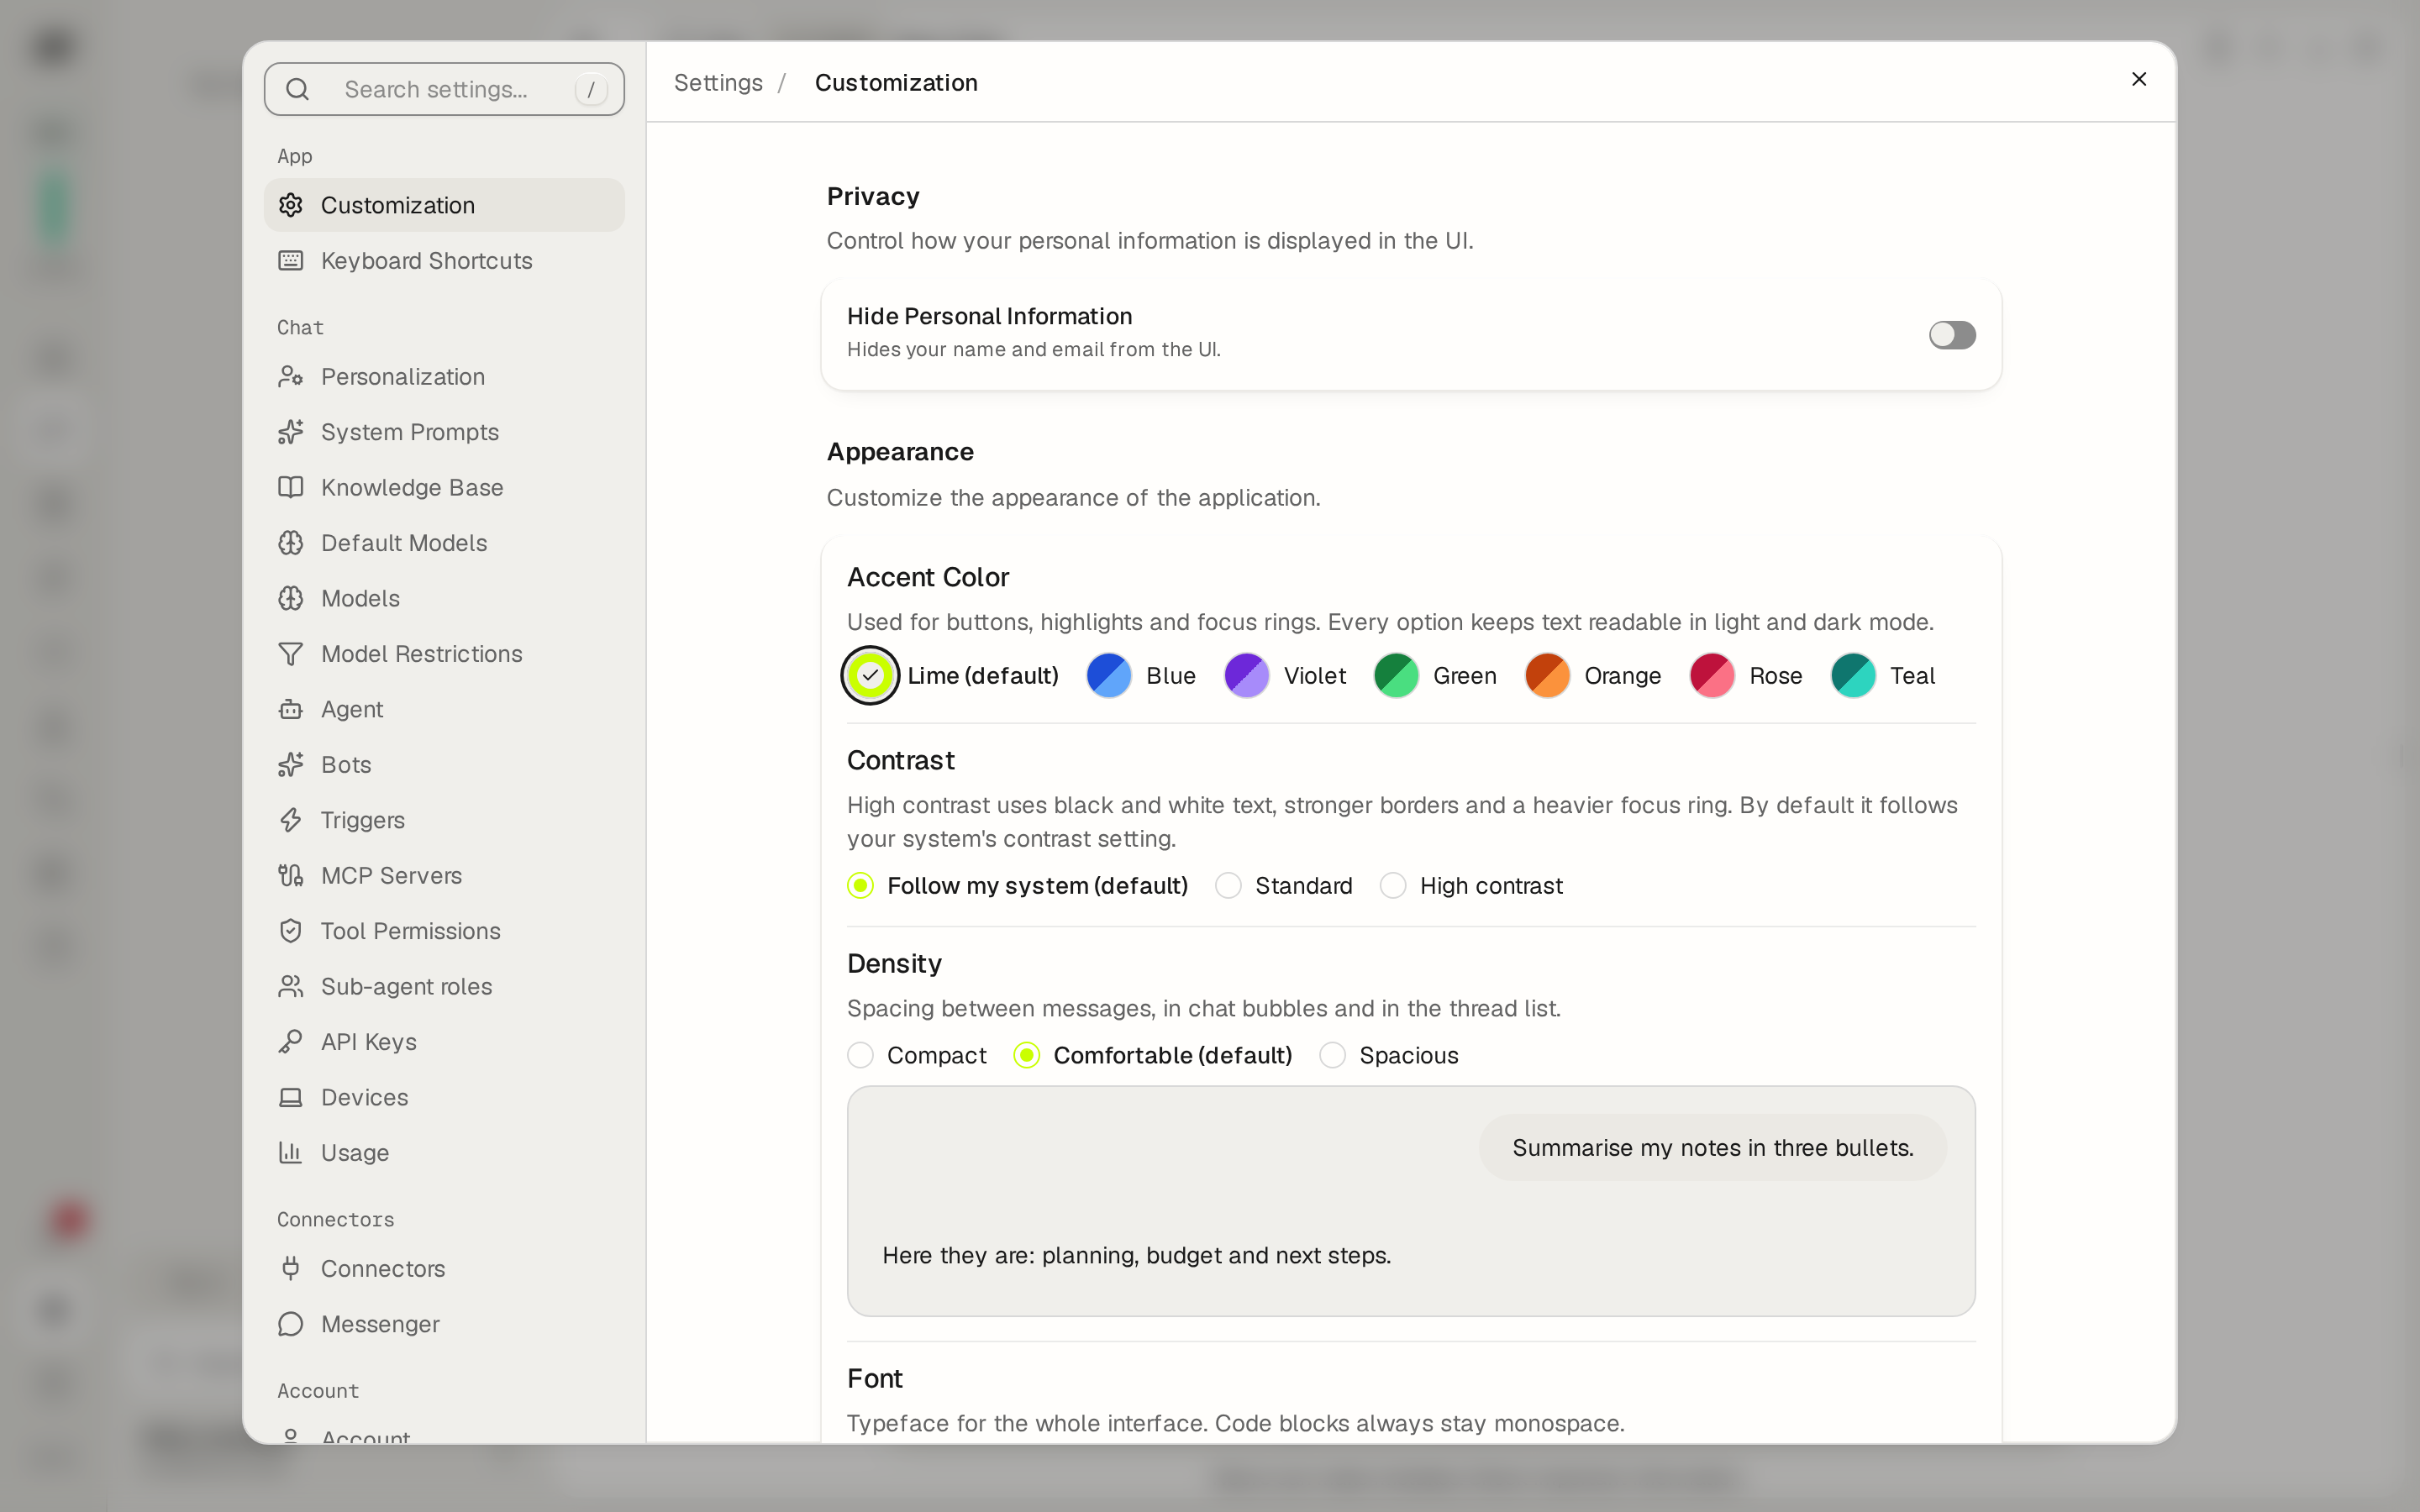 Search settings...
/
App
Customization
Keyboard Shortcuts
Chat
Personalization
System Prompts
Knowledge Base
Default Models
Models
Model Restrictions
Agent
Bots
Triggers
MCP Servers
Tool Permissions
Sub-agent roles
API Keys
Devices
Usage
Connectors
Connectors
Messenger
Account
Account
Settings / Customization
Privacy
Control how your personal information is displayed in the UI.
Hide Personal Information
Hides your name and email from the UI.
Appearance
Customize the appearance of the application.
Accent Color
Used for buttons, highlights and focus rings. Every option keeps text readable in light and dark mode.
Lime (default) Blue Violet Green Orange Rose Teal
Contrast
High contrast uses black and white text, stronger borders and a heavier focus ring. By default it follows
your system's contrast setting.
Follow my system (default) Standard High contrast
Density
Spacing between messages, in chat bubbles and in the thread list.
Compact Comfortable (default) Spacious
Summarise my notes in three bullets.
Here they are: planning, budget and next steps.
Font
Typeface for the whole interface. Code blocks always stay monospace.